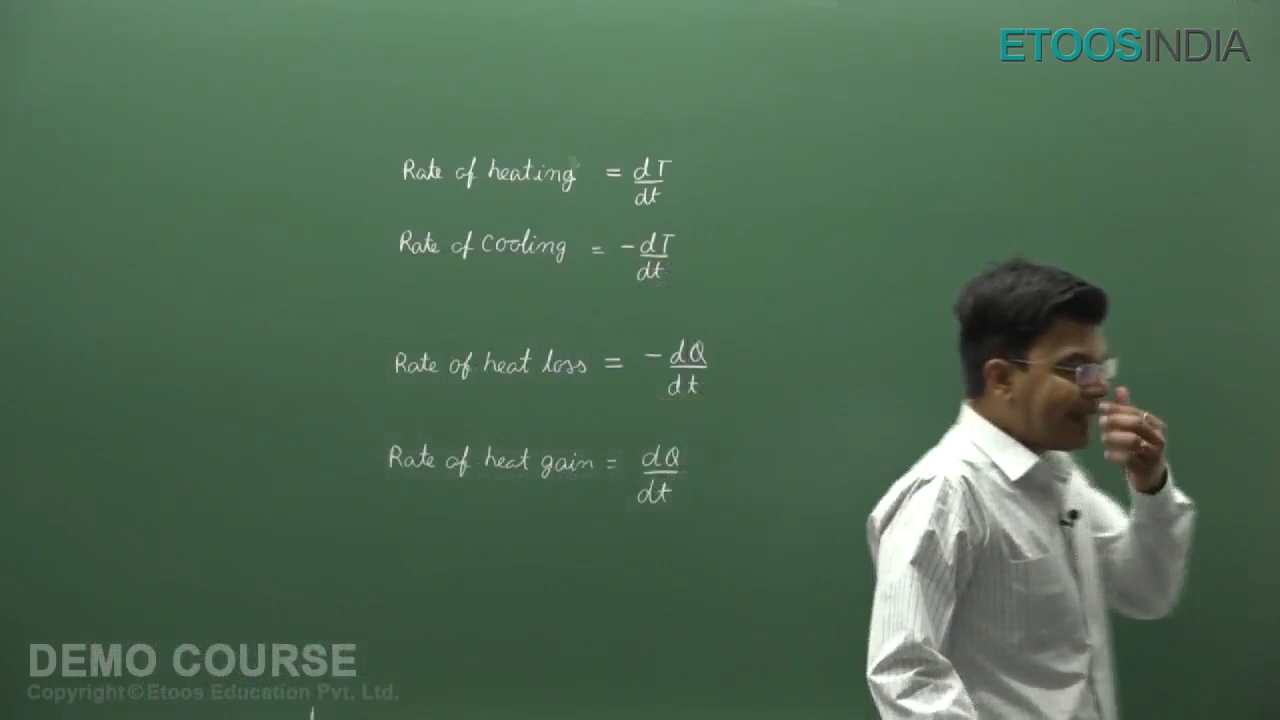 ETOOSINDIA
Rate of heating = dT/dt
Rate of cooling = - dT/dt
Rate of heat loss = - dQ/dt
Rate of heat gain = dQ/dt
DEMO COURSE
Copyright©Etoos Education Pvt. Ltd.